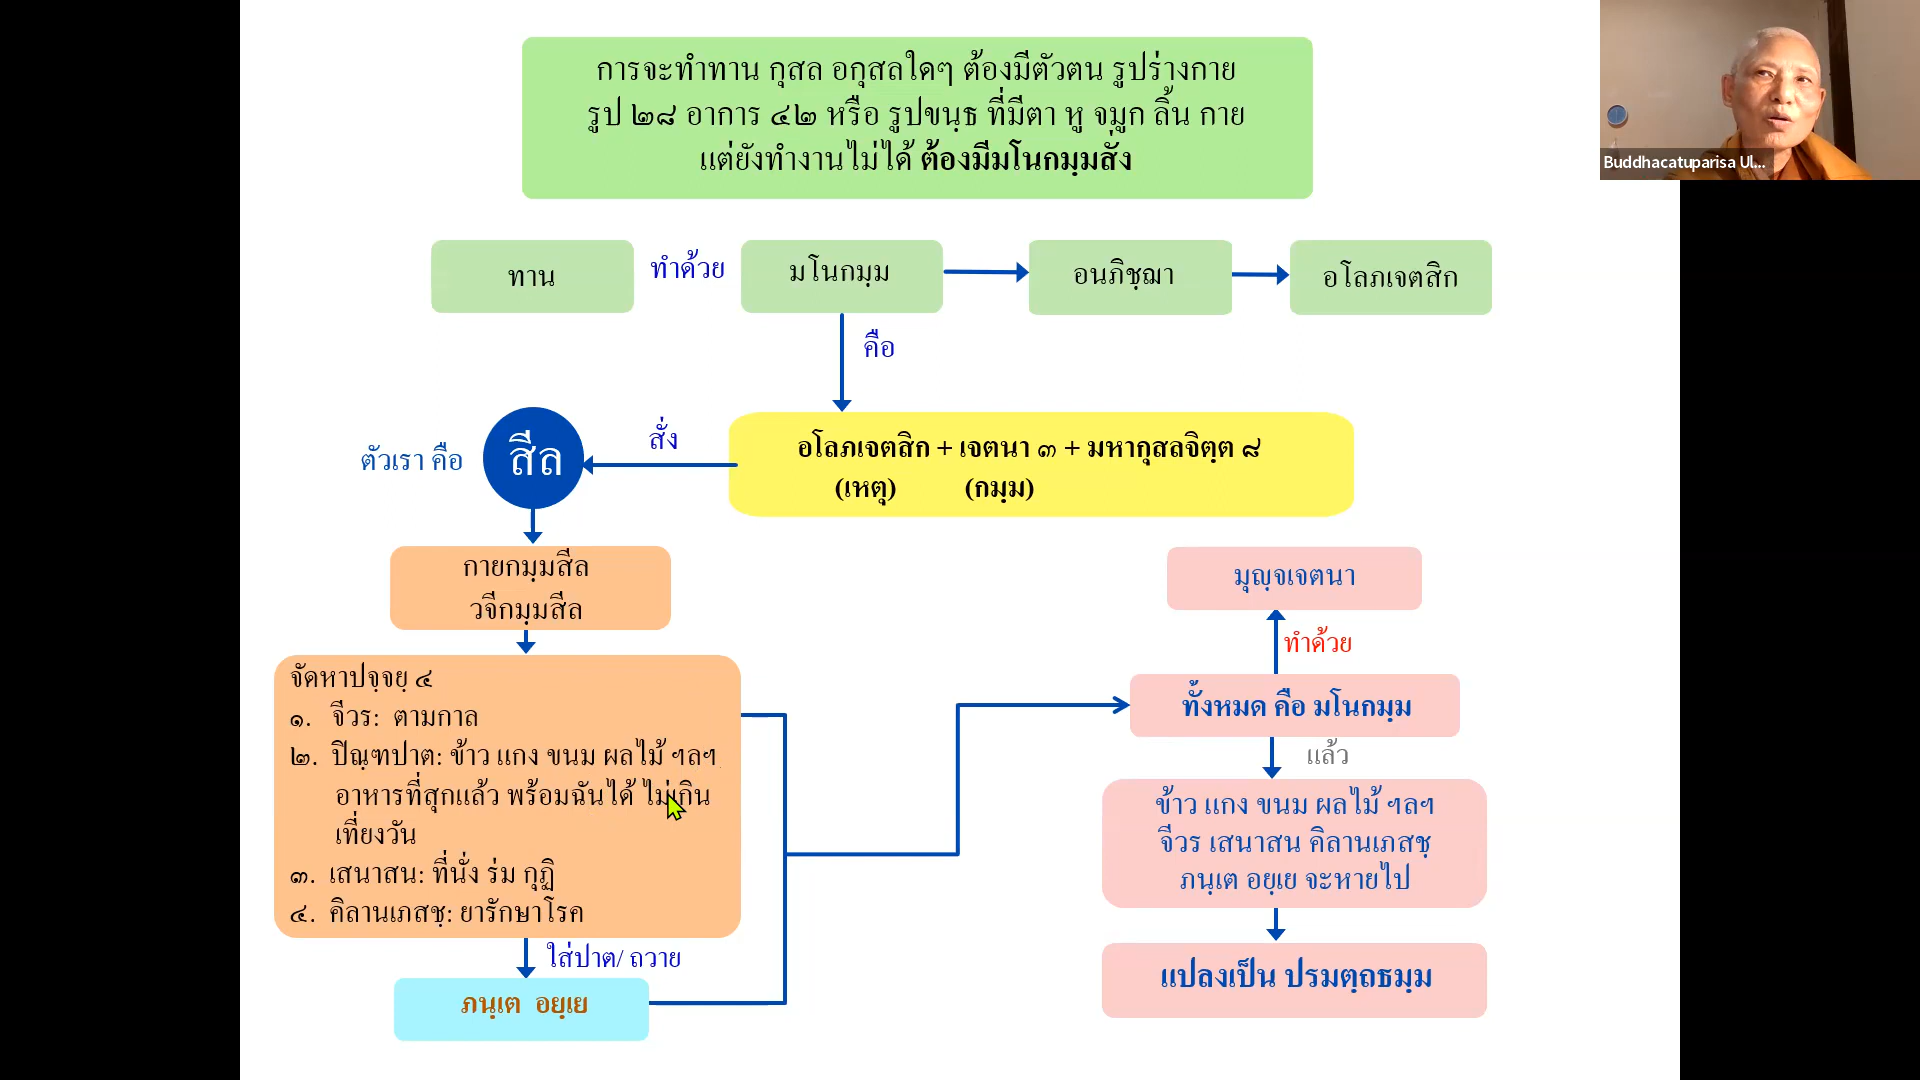 การจะทำทาน กุสล อกุสลใดๆ ต้องมีตัวตน รูปร่างกาย
รูป ๒๘ อาการ ๔๒ หรือ รูปขนฺธ ที่มีตา หู จมูก ลิ้น กาย
แต่ยังทำงานไม่ได้ ต้องมีมโนกมฺมสั่ง
Buddhacatuparisa Ul...
ทาน
ทำด้วย
มโนกมฺม
อนภิชฺฌา
อโลภเจตสิก
คือ
อโลภเจตสิก + เจตนา ๓ + มหากุสลจิตฺต ๘
(เหตุ) (กมฺม)
สั่ง
ตัวเรา คือ
สีล
กายกมฺมสีล
วจีกมฺมสีล
จัดหาปจฺจยฺ ๔
๑. จีวร: ตามกาล
๒. ปิณฺฑปาต: ข้าว แกง ขนม ผลไม้ ฯลฯ
อาหารที่สุกแล้ว พร้อมฉันได้ ไม่เกิน
เที่ยงวัน
๓. เสนาสน: ที่นั่ง ร่ม กุฏิ
๔. คิลานเภสชฺ: ยารักษาโรค
ใส่ปาต/ ถวาย
ภนฺเต อยฺเย
มุญฺจเจตนา
ทำด้วย
ทั้งหมด คือ มโนกมฺม
แล้ว
ข้าว แกง ขนม ผลไม้ ฯลฯ
จีวร เสนาสน คิลานเภสชฺ
ภนฺเต อยฺเย จะหายไป
แปลงเป็น ปรมตฺถธมฺม